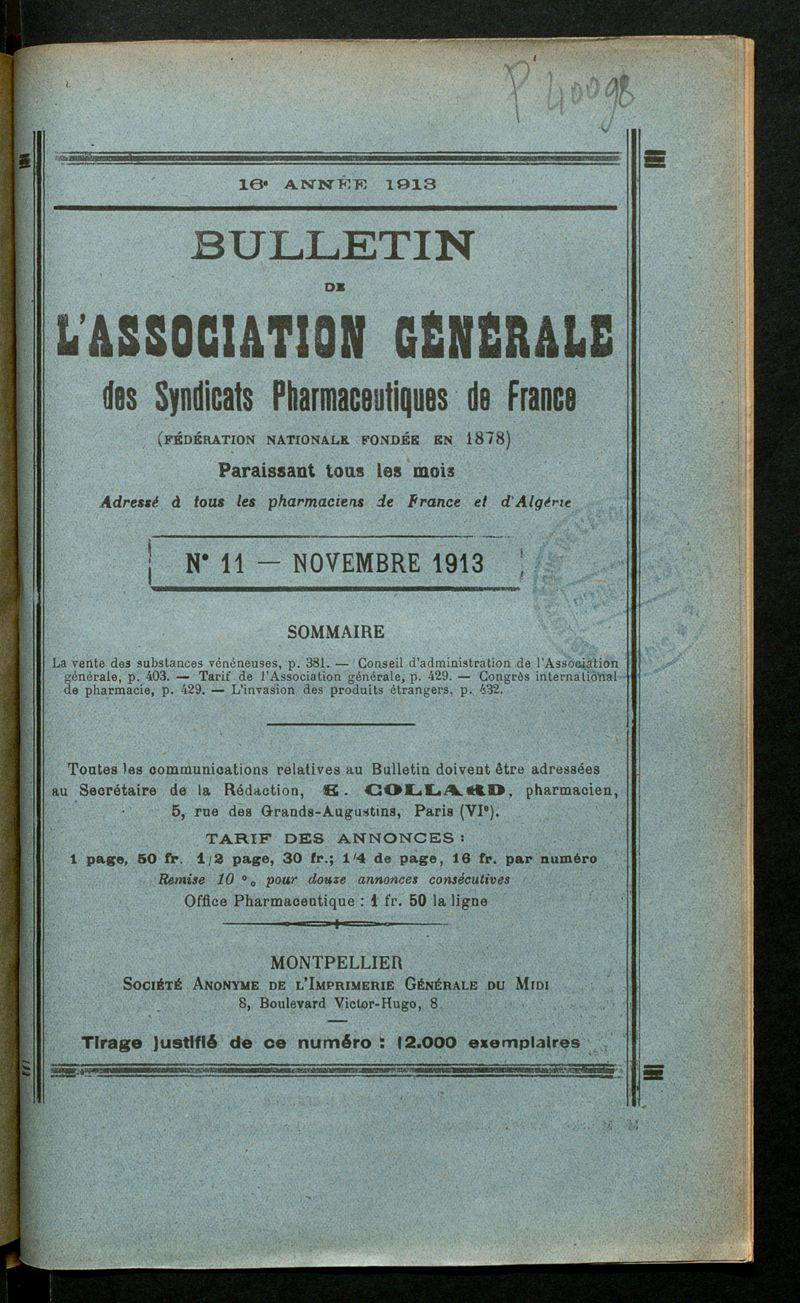 P 40098
16e ANNÉE 1913
BULLETIN
DE
L'ASSOCIATION GÉNÉRALE
des Syndicats Pharmaceutiques de France
(FÉDÉRATION NATIONALE FONDÉE EN 1878)
Paraissant tous les mois
Adressé à tous les pharmaciens de France et d'Algérie
N° 11 — NOVEMBRE 1913
SOMMAIRE
La vente des substances vénéneuses, p. 381. — Conseil d'administration de l'Association
générale, p. 403. — Tarif de l'Association générale, p. 429. — Congrès international
de pharmacie, p. 429. — L'invasion des produits étrangers, p. 432.
Toutes les communications relatives au Bulletin doivent être adressées
au Secrétaire de la Rédaction, E. COLLARD, pharmacien,
5, rue des Grands-Augustins, Paris (VIe).
TARIF DES ANNONCES :
1 page, 50 fr. 1/2 page, 30 fr.; 1/4 de page, 16 fr. par numéro
Remise 10 % pour douze annonces consécutives
Office Pharmaceutique : 1 fr. 50 la ligne
MONTPELLIER
SOCIÉTÉ ANONYME DE L'IMPRIMERIE GÉNÉRALE DU MIDI
8, Boulevard Victor-Hugo, 8
Tirage justifié de ce numéro : 12.000 exemplaires